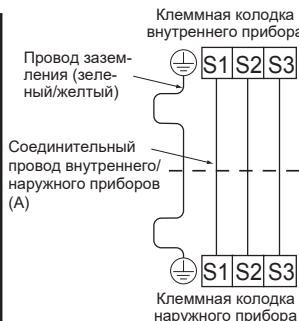 Клеммная колодка
внутреннего прибора
Провод зазем-
ления (зеле-
ный/желтый)
S1 S2 S3
Соединительный
провод внутреннего/
наружного приборов
(A)
S1 S2 S3
Клеммная колодка
наружного прибора